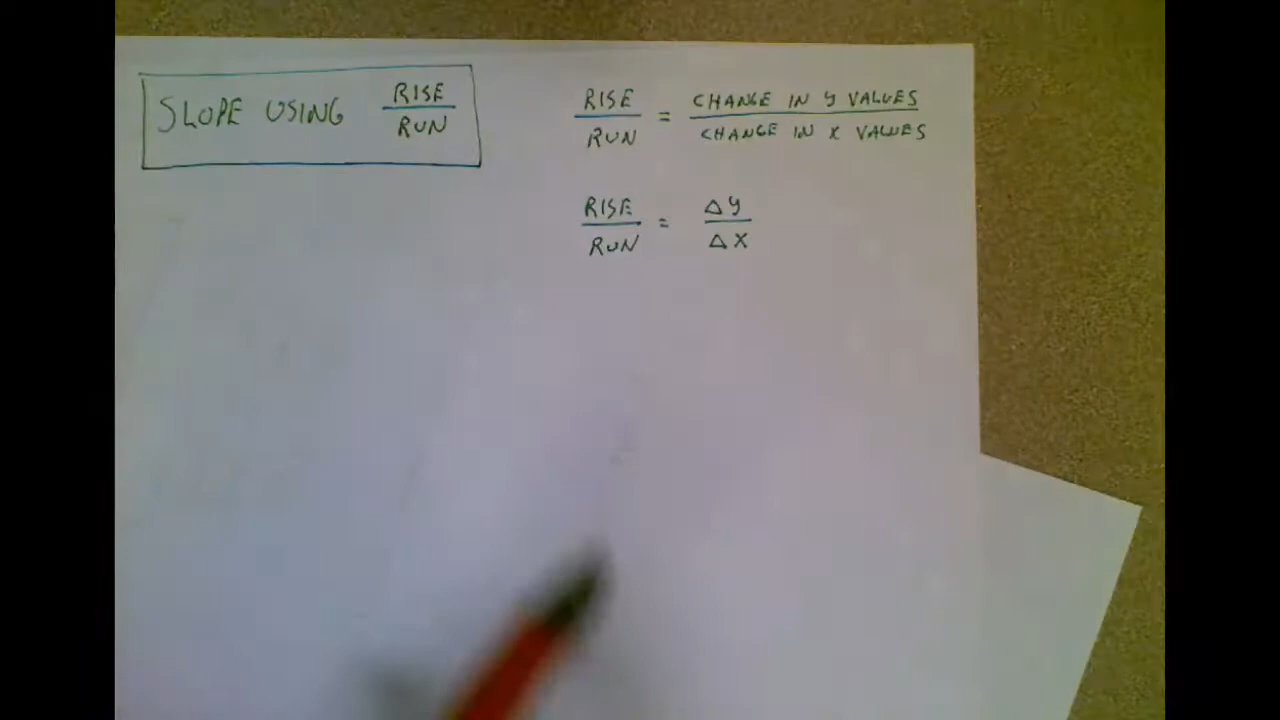 SLOPE USING RISE/RUN
RISE/RUN = CHANGE IN Y VALUES/CHANGE IN X VALUES
RISE/RUN = ΔY/ΔX